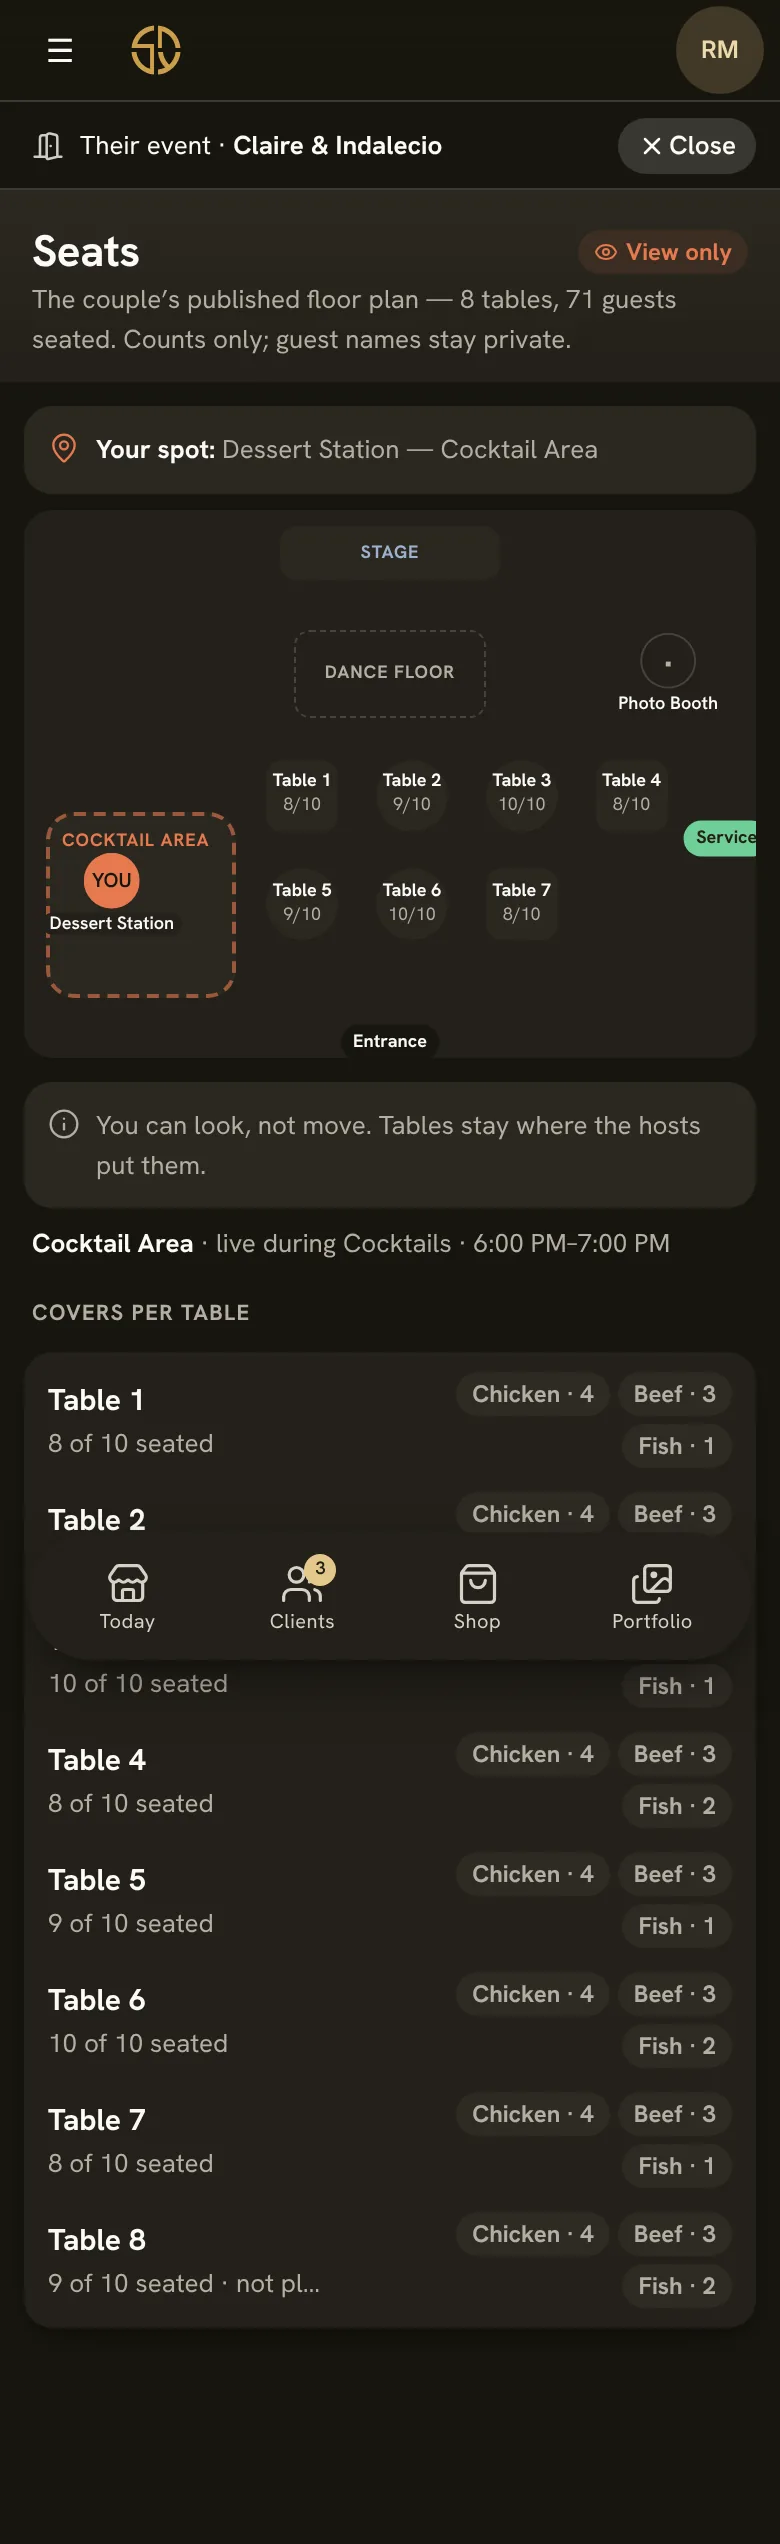 RM
Their event · Claire & Indalecio
Close
Seats
View only
The couple’s published floor plan — 8 tables, 71 guests
seated. Counts only; guest names stay private.
Your spot: Dessert Station — Cocktail Area
STAGE
DANCE FLOOR
Photo Booth
Table 1
8/10
Table 2
9/10
Table 3
10/10
Table 4
8/10
Service
COCKTAIL AREA
YOU
Dessert Station
Table 5
9/10
Table 6
10/10
Table 7
8/10
Entrance
You can look, not move. Tables stay where the hosts
put them.
Cocktail Area · live during Cocktails · 6:00 PM–7:00 PM
COVERS PER TABLE
Table 1
Chicken · 4
Beef · 3
8 of 10 seated
Fish · 1
Table 2
Chicken · 4
Beef · 3
3
Today
Clients
Shop
Portfolio
10 of 10 seated
Fish · 1
Table 4
Chicken · 4
Beef · 3
8 of 10 seated
Fish · 2
Table 5
Chicken · 4
Beef · 3
9 of 10 seated
Fish · 1
Table 6
Chicken · 4
Beef · 3
10 of 10 seated
Fish · 2
Table 7
Chicken · 4
Beef · 3
8 of 10 seated
Fish · 1
Table 8
Chicken · 4
Beef · 3
9 of 10 seated · not pl...
Fish · 2